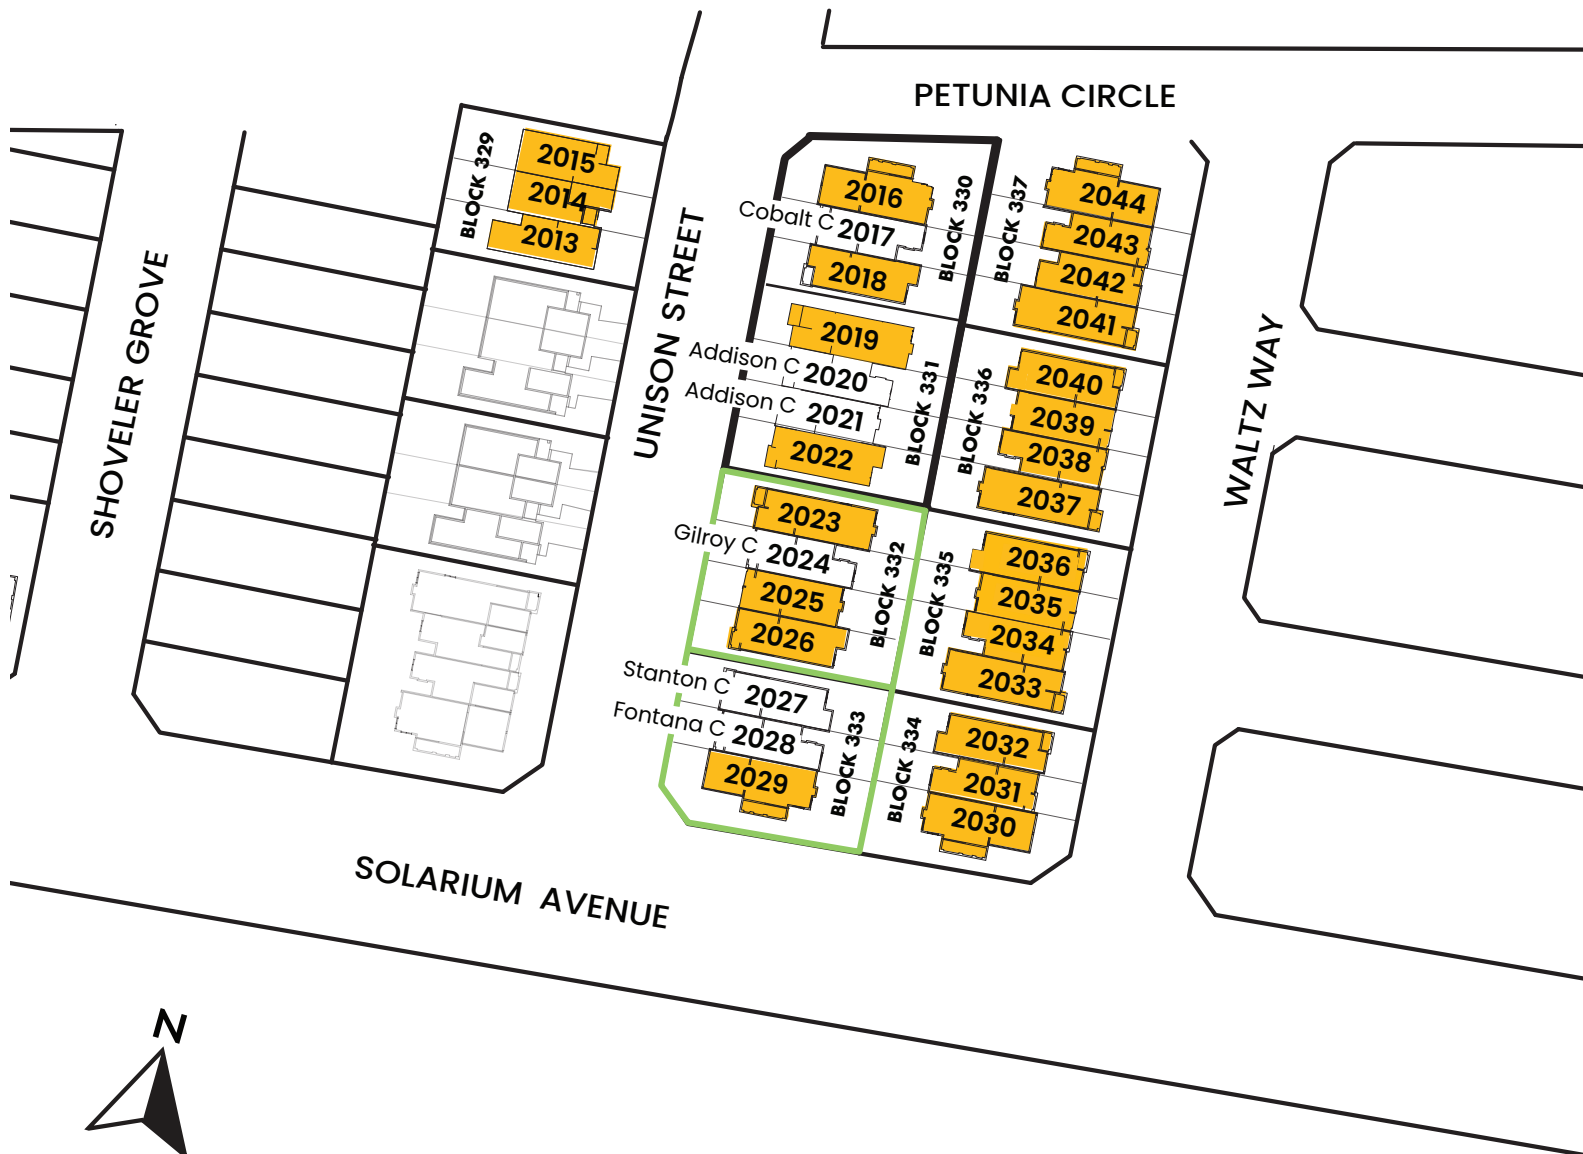 PETUNIA CIRCLE
SHOVELER GROVE
BLOCK 329
2015
2014
2013
UNISON STREET
2016
Cobalt C 2017
2018
BLOCK 330
2019
Addison C 2020
Addison C 2021
2022
BLOCK 331
2023
Gilroy C 2024
2025
2026
BLOCK 332
Stanton C 2027
Fontana C 2028
2029
BLOCK 333
BLOCK 337
2044
2043
2042
2041
BLOCK 336
2040
2039
2038
2037
BLOCK 335
2036
2035
2034
2033
BLOCK 334
2032
2031
2030
WALTZ WAY
SOLARIUM AVENUE
N